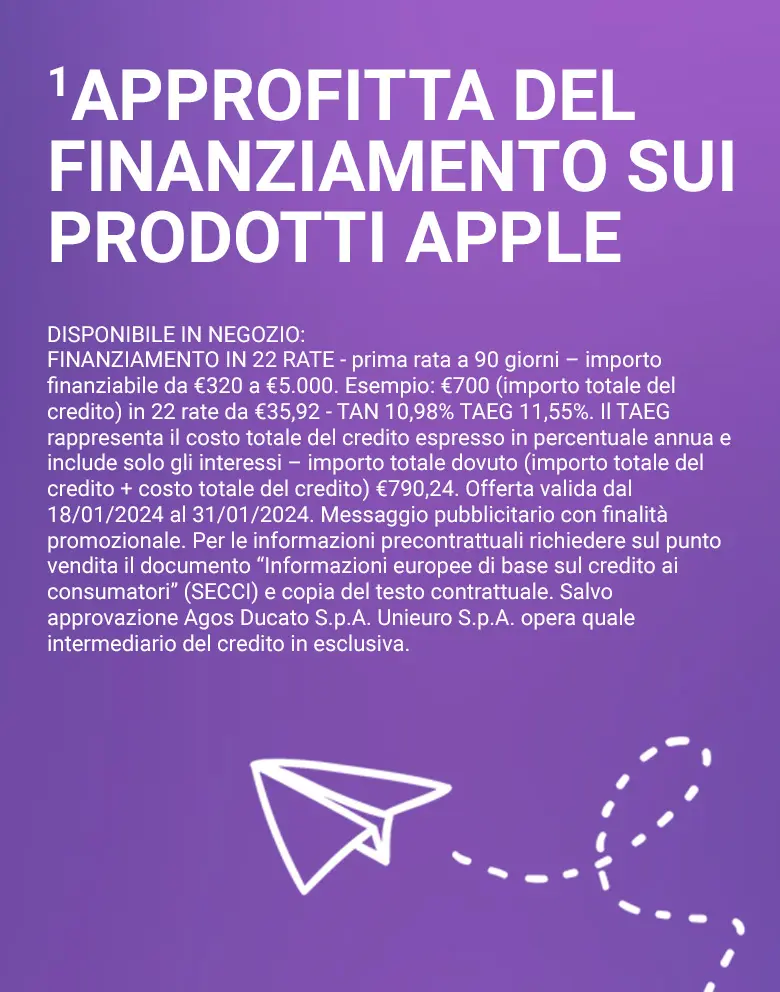 ¹APPROFITTA DEL
FINANZIAMENTO SUI
PRODOTTI APPLE
DISPONIBILE IN NEGOZIO:
FINANZIAMENTO IN 22 RATE - prima rata a 90 giorni – importo
finanziabile da €320 a €5.000. Esempio: €700 (importo totale del
credito) in 22 rate da €35,92 - TAN 10,98% TAEG 11,55%. Il TAEG
rappresenta il costo totale del credito espresso in percentuale annua e
include solo gli interessi – importo totale dovuto (importo totale del
credito + costo totale del credito) €790,24. Offerta valida dal
18/01/2024 al 31/01/2024. Messaggio pubblicitario con finalità
promozionale. Per le informazioni precontrattuali richiedere sul punto
vendita il documento “Informazioni europee di base sul credito ai
consumatori” (SECCI) e copia del testo contrattuale. Salvo
approvazione Agos Ducato S.p.A. Unieuro S.p.A. opera quale
intermediario del credito in esclusiva.